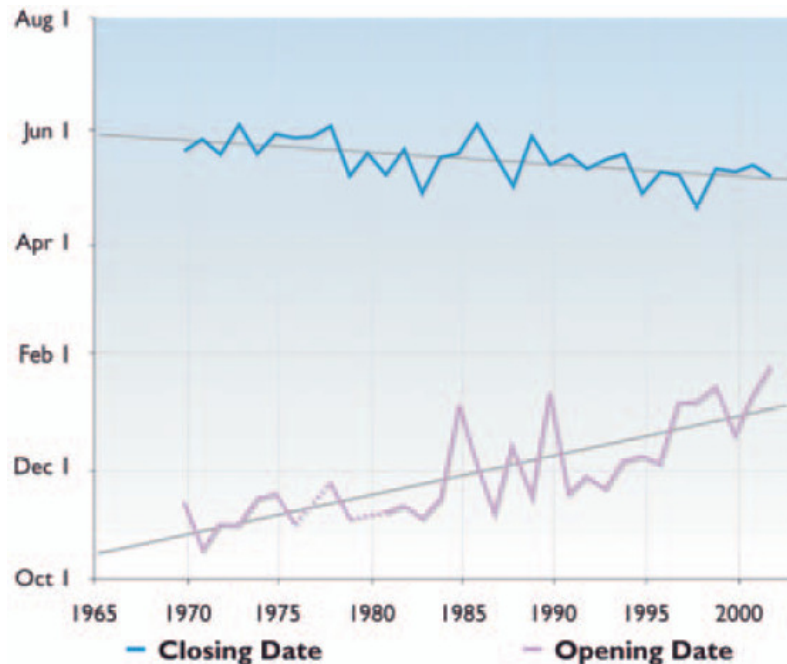 Aug 1
Jun 1
Apr 1
Feb 1
Dec 1
Oct 1
1965 1970 1975 1980 1985 1990 1995 2000
Closing Date Opening Date